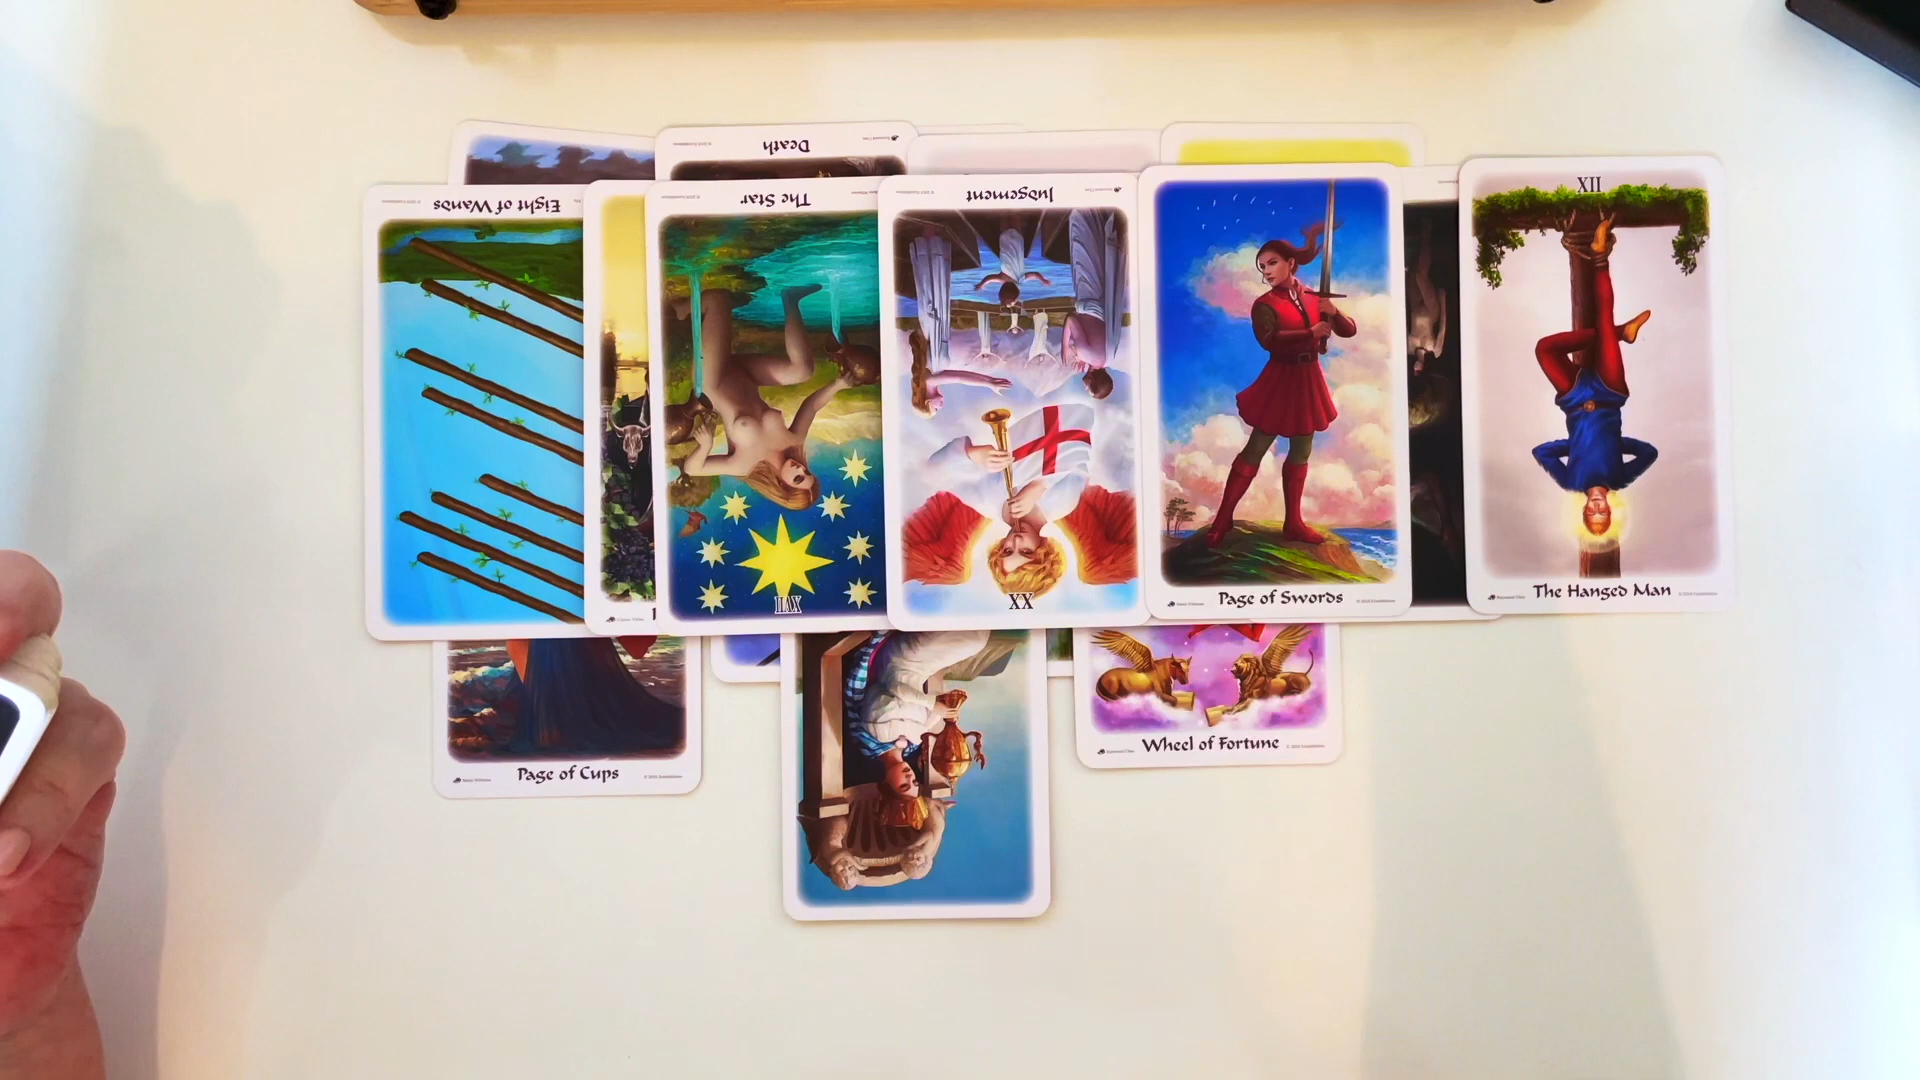 Death
Eight of Wands
The Star
Judgement
XII
XVII
XX
Page of Swords
The Hanged Man
Wheel of Fortune
Page of Cups